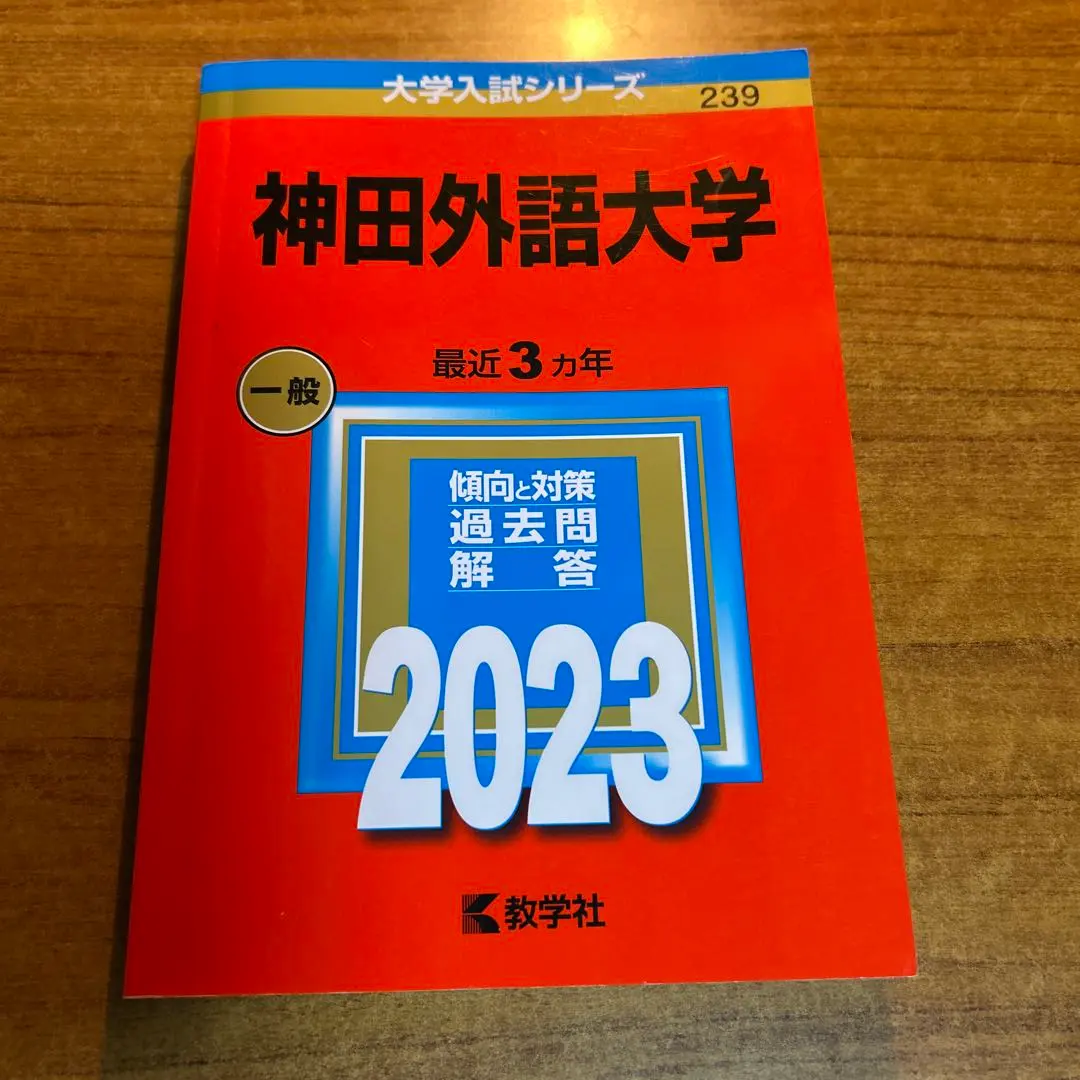 大学入試シリーズ
239
神田外語大学
最近3カ年
一般
傾向と対策
過去問
解答
2023
教学社